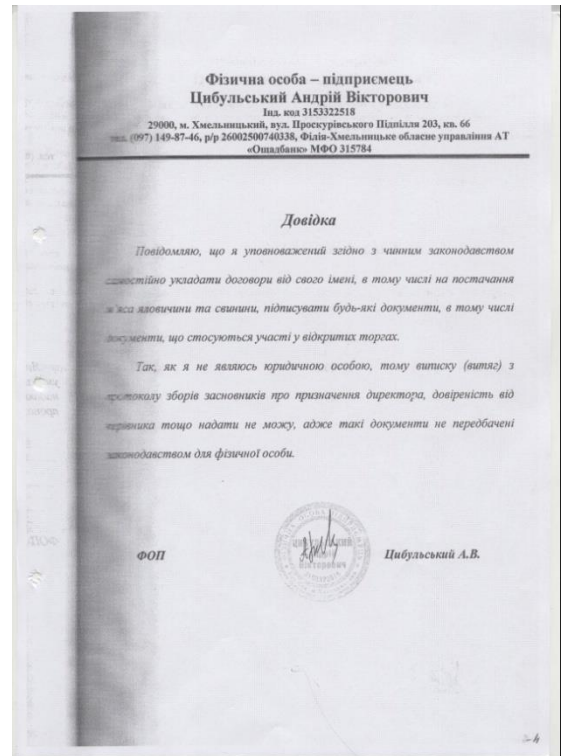 Фізична особа – підприємець
Цибульський Андрій Вікторович
Інд. код 3153322518
29000, м. Хмельницький, вул. Проскурівського Підпілля 203, кв. 66
тел. (097) 149-87-46, р/р 26002500740338, Філія-Хмельницьке обласне управління АТ
«Ощадбанк» МФО 315784
Довідка
Повідомляю, що я уповноважений згідно з чинним законодавством
самостійно укладати договори від свого імені, в тому числі на постачання
м'яса яловичини та свинини, підписувати будь-які документи, в тому числі
документи, що стосуються участі у відкритих торгах.
Так, як я не являюсь юридичною особою, тому виписку (витяг) з
протоколу зборів засновників про призначення директора, довіреність від
керівника тощо надати не можу, адже такі документи не передбачені
законодавством для фізичної особи.
ФОП Цибульський А.В.